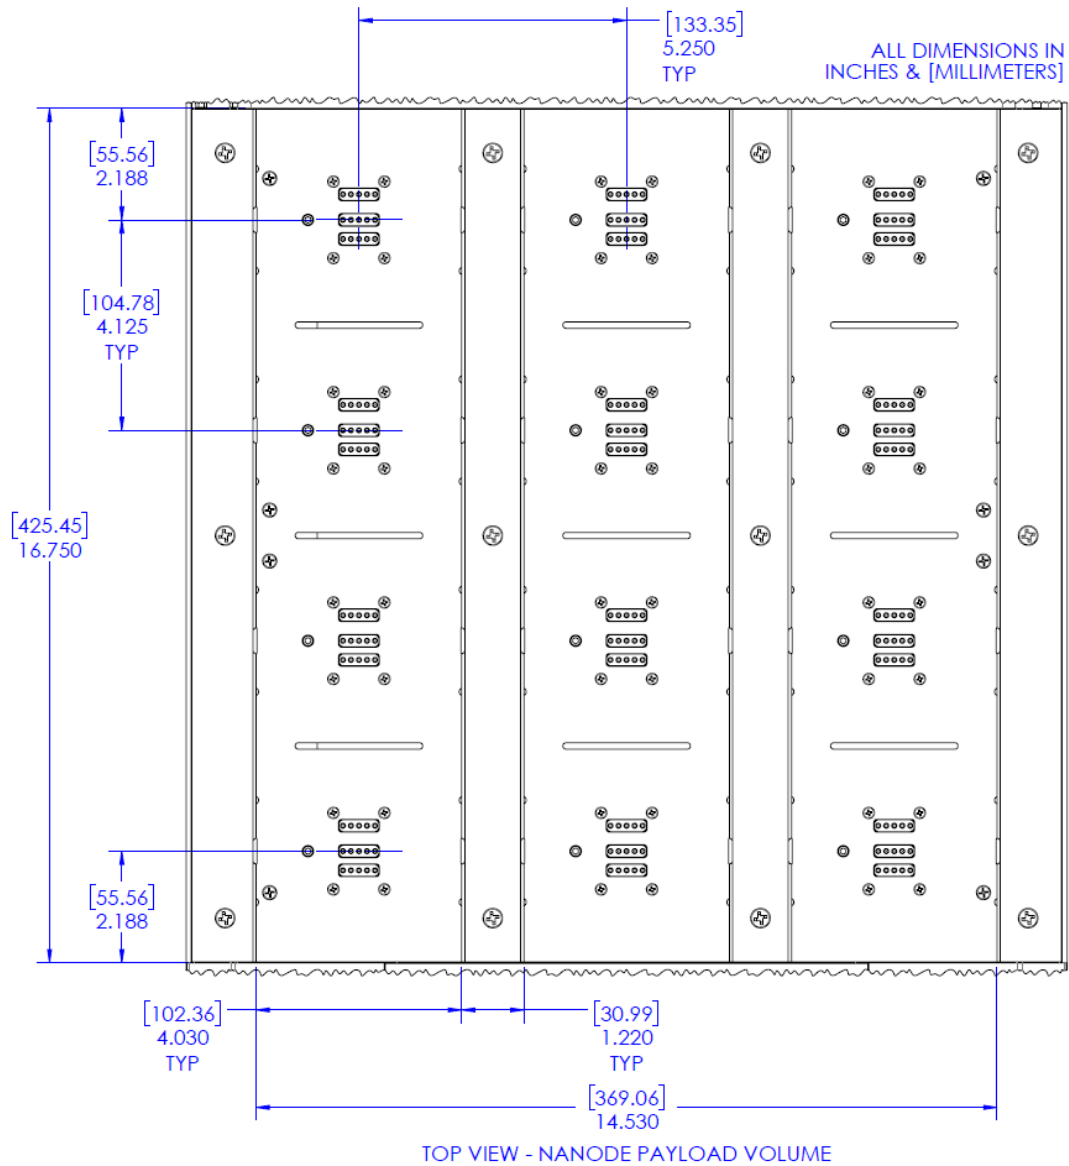 [133.35]
5.250
TYP
ALL DIMENSIONS IN
INCHES & [MILLIMETERS]
[55.56]
2.188
[104.78]
4.125
TYP
[425.45]
16.750
[55.56]
2.188
[102.36]
4.030
TYP
[30.99]
1.220
TYP
[369.06]
14.530
TOP VIEW - NANODE PAYLOAD VOLUME